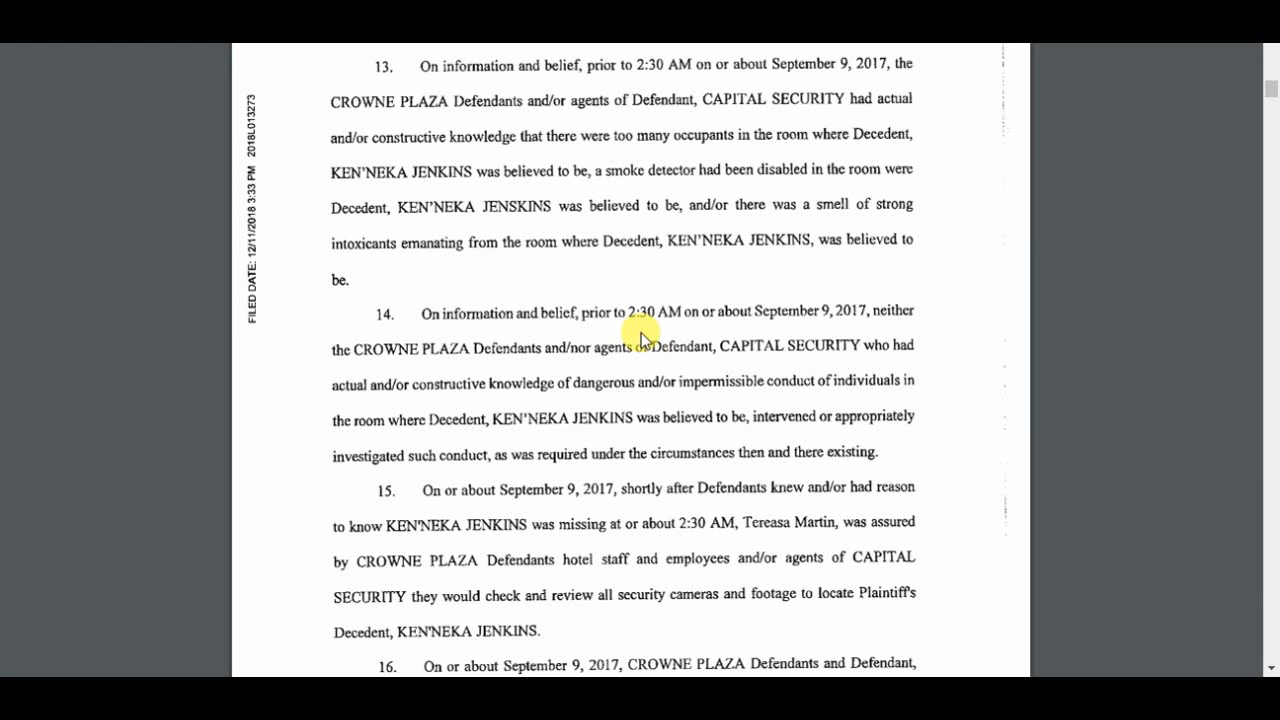 FILED DATE: 12/11/2018 3:33 PM 2018L013273
13. On information and belief, prior to 2:30 AM on or about September 9, 2017, the
CROWNE PLAZA Defendants and/or agents of Defendant, CAPITAL SECURITY had actual
and/or constructive knowledge that there were too many occupants in the room where Decedent,
KEN'NEKA JENKINS was believed to be, a smoke detector had been disabled in the room were
Decedent, KEN'NEKA JENSKINS was believed to be, and/or there was a smell of strong
intoxicants emanating from the room where Decedent, KEN'NEKA JENKINS, was believed to
be.
14. On information and belief, prior to 2:30 AM on or about September 9, 2017, neither
the CROWNE PLAZA Defendants and/nor agents Defendant, CAPITAL SECURITY who had
actual and/or constructive knowledge of dangerous and/or impermissible conduct of individuals in
the room where Decedent, KEN'NEKA JENKINS was believed to be, intervened or appropriately
investigated such conduct, as was required under the circumstances then and there existing.
15. On or about September 9, 2017, shortly after Defendants knew and/or had reason
to know KEN'NEKA JENKINS was missing at or about 2:30 AM, Tereasa Martin, was assured
by CROWNE PLAZA Defendants hotel staff and employees and/or agents of CAPITAL
SECURITY they would check and review all security cameras and footage to locate Plaintiff's
Decedent, KEN'NEKA JENKINS.
16. On or about September 9, 2017, CROWNE PLAZA Defendants and Defendant,